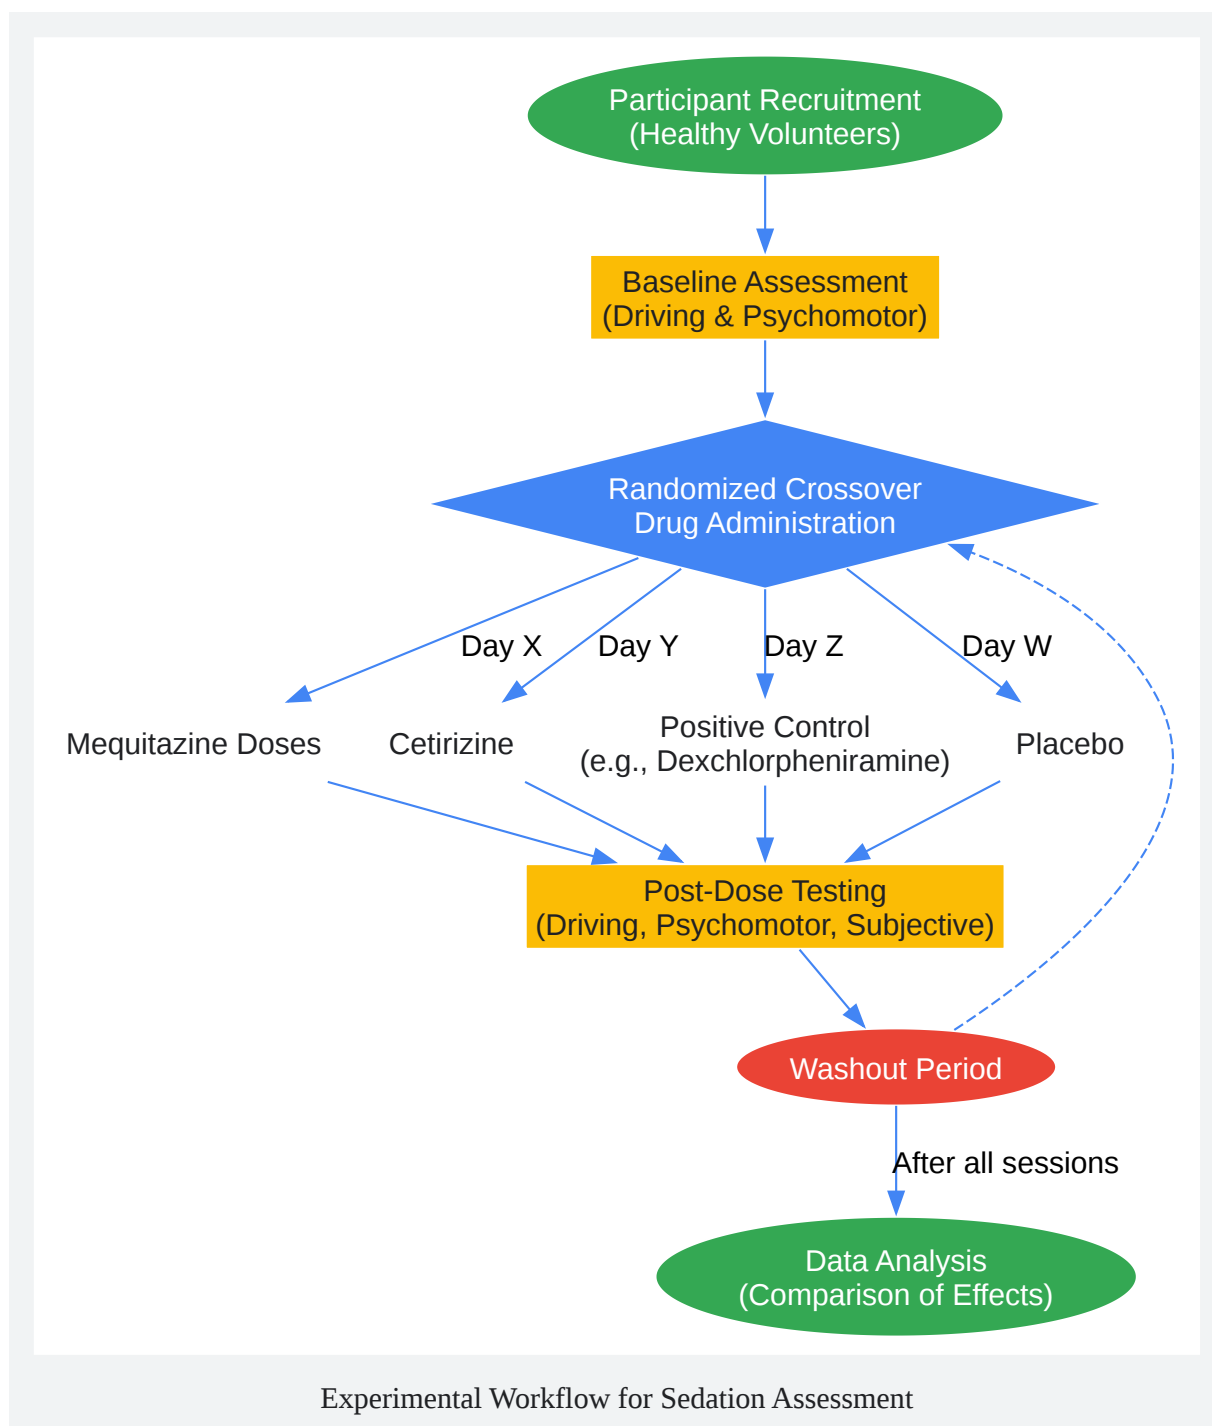 Participant Recruitment
(Healthy Volunteers)
Baseline Assessment
(Driving & Psychomotor)
Randomized Crossover
Drug Administration
Day X
Day Y
Day Z
Day W
Mequitazine Doses
Cetirizine
Positive Control
(e.g., Dexchlorpheniramine)
Placebo
Post-Dose Testing
(Driving, Psychomotor, Subjective)
Washout Period
After all sessions
Data Analysis
(Comparison of Effects)
Experimental Workflow for Sedation Assessment